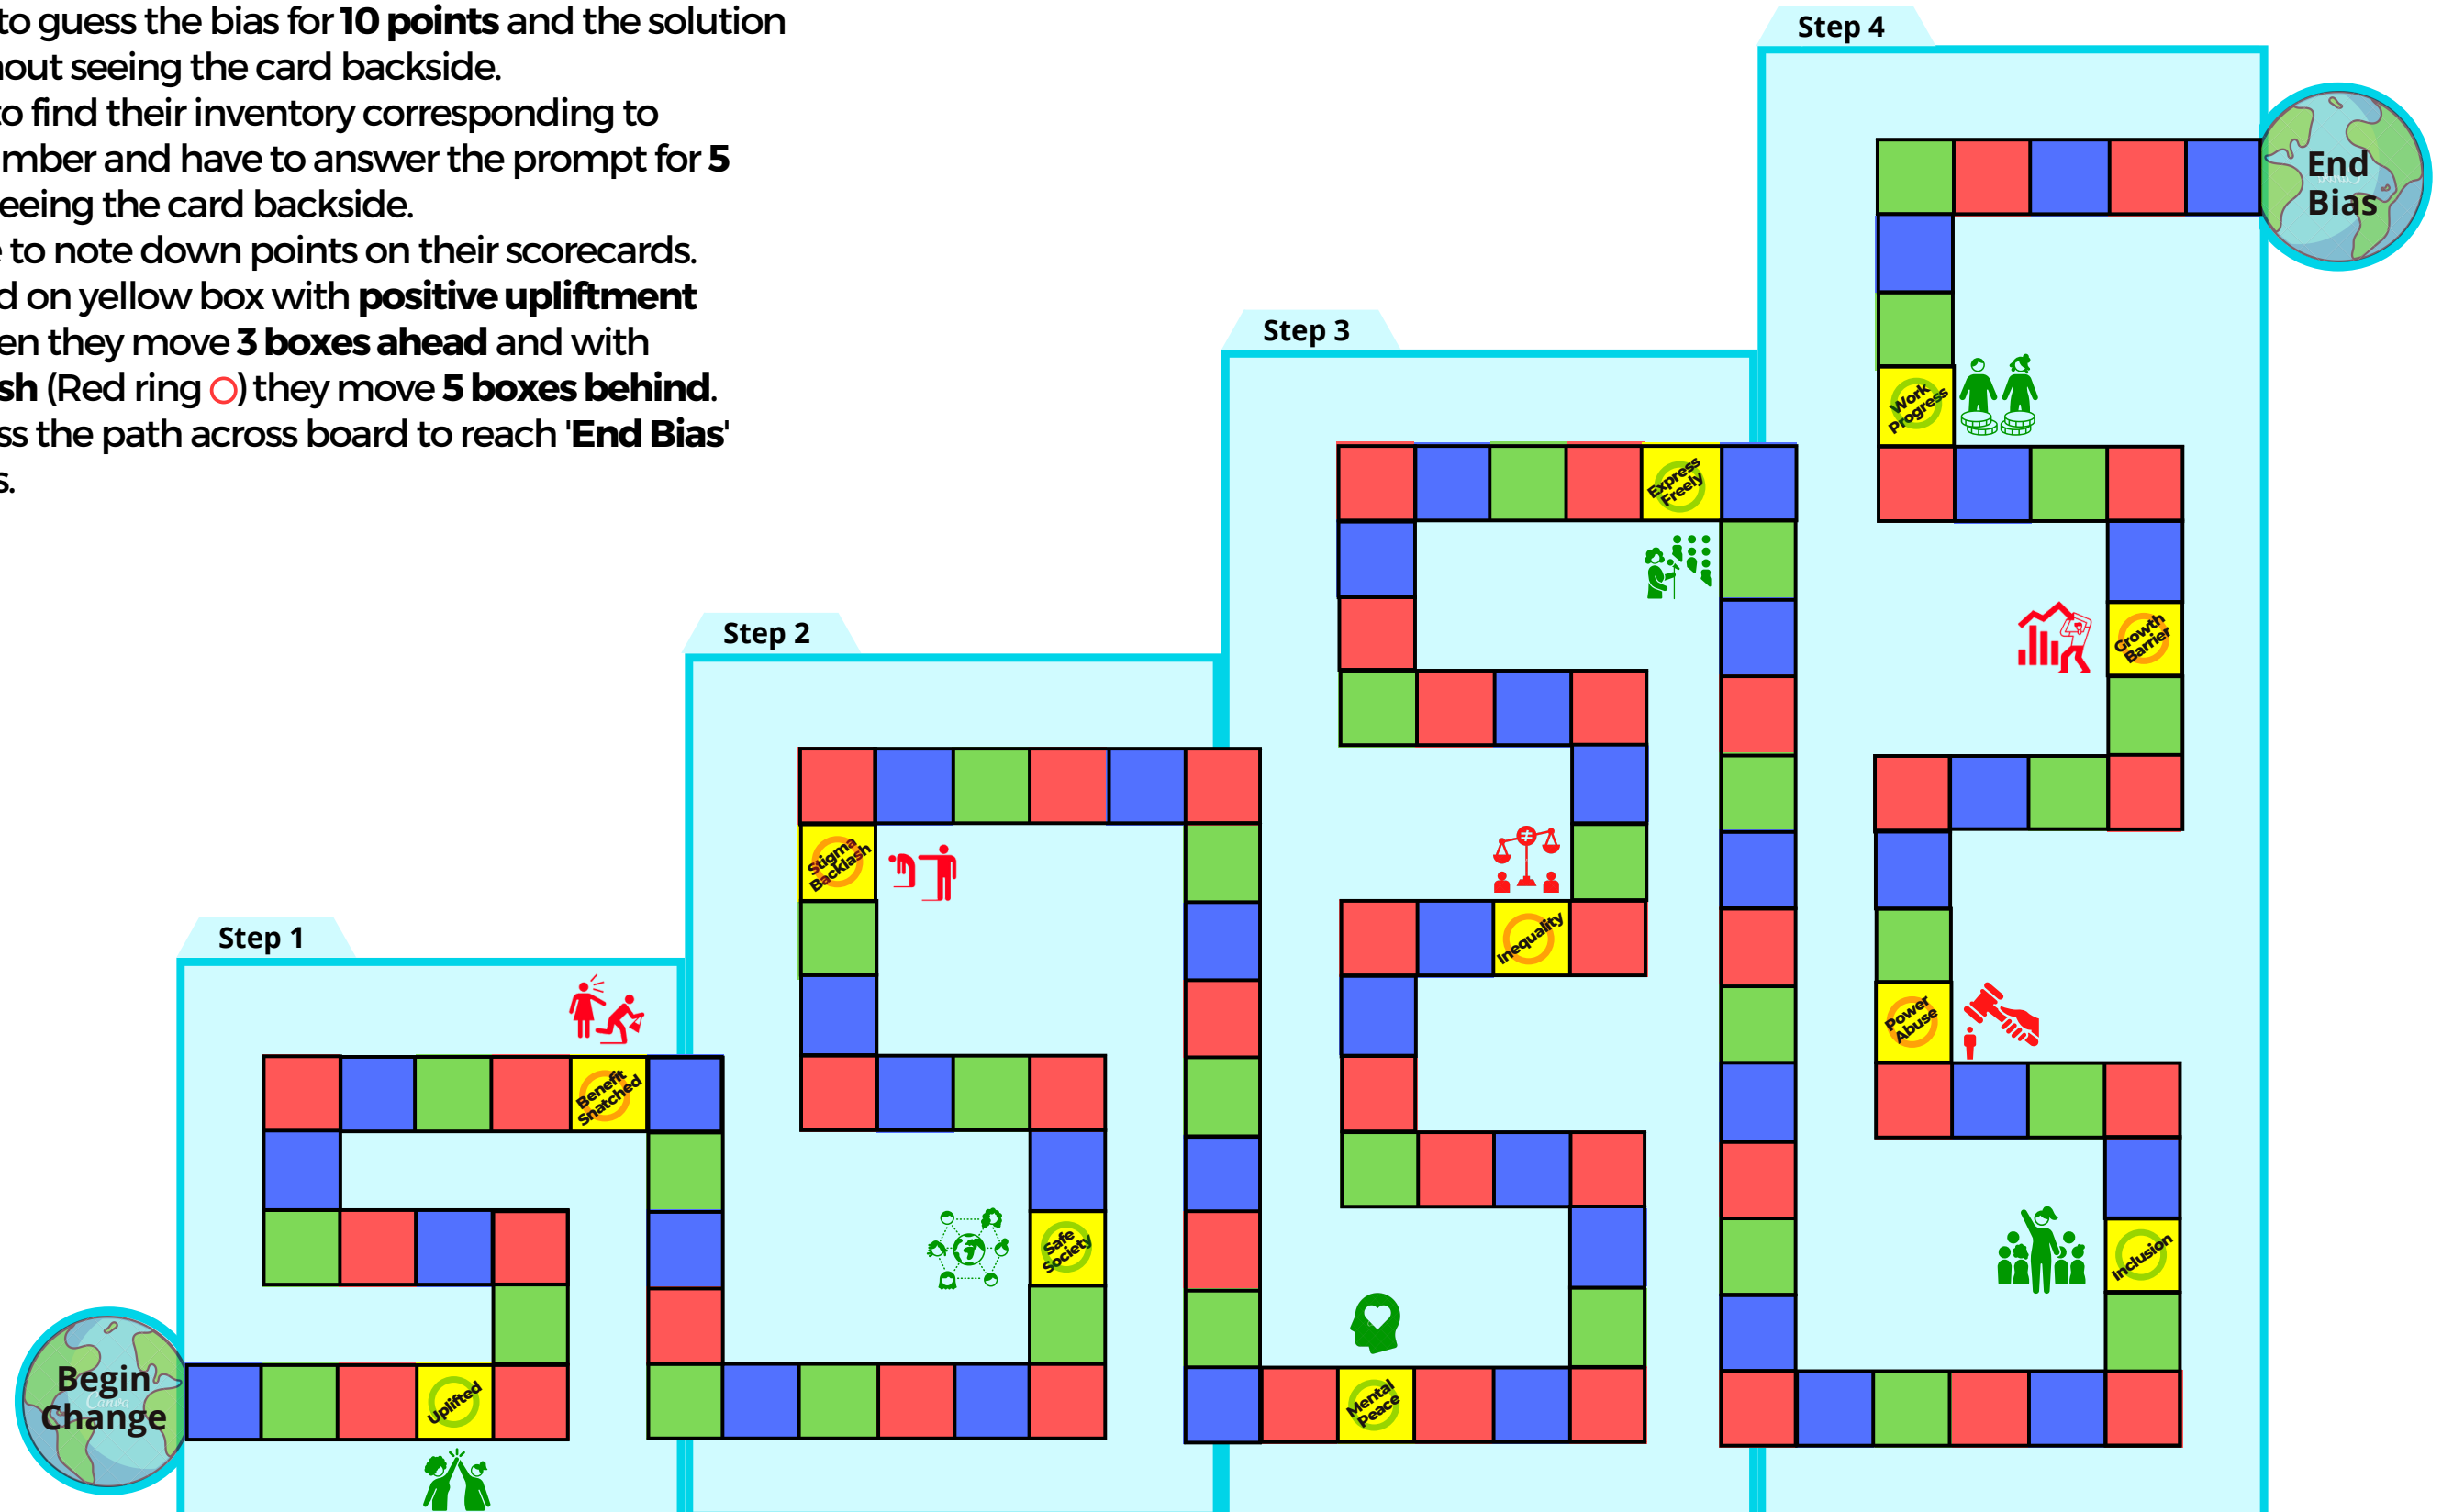 to guess the bias for 10 points and the solution
out seeing the card backside.
to find their inventory corresponding to
mber and have to answer the prompt for 5
eeing the card backside.
to note down points on their scorecards.
d on yellow box with positive upliftment
en they move 3 boxes ahead and with
sh (Red ring ) they move 5 boxes behind.
ss the path across board to reach 'End Bias'
s.
Step 4
End
Bias
Work
Progress
Step 3
Express
Freely
Growth
Barrier
Step 2
Stigma
Backlash
Inequality
Step 1
Power
Abuse
Benefit
Snatched
Safe
Society
Inclusion
Begin
Change
Canva
Uplifted
Mental
Peace